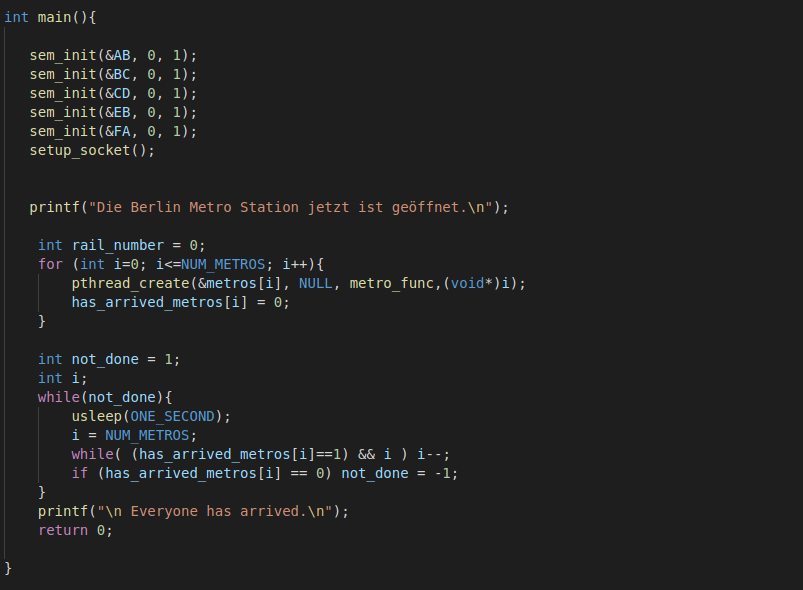 int main(){
sem_init(&AB, 0, 1);
sem_init(&BC, 0, 1);
sem_init(&CD, 0, 1);
sem_init(&EB, 0, 1);
sem_init(&FA, 0, 1);
setup_socket();
printf("Die Berlin Metro Station jetzt ist geöffnet.\n");
int rail_number = 0;
for (int i=0; i<=NUM_METROS; i++){
pthread_create(&metros[i], NULL, metro_func,(void*)i);
has_arrived_metros[i] = 0;
}
int not_done = 1;
int i;
while(not_done){
usleep(ONE_SECOND);
i = NUM_METROS;
while( (has_arrived_metros[i]==1) && i ) i--;
if (has_arrived_metros[i] == 0) not_done = -1;
}
printf("\n Everyone has arrived.\n");
return 0;
}